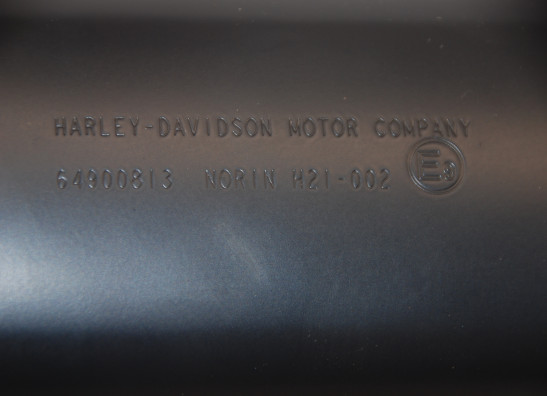 HARLEY-DAVIDSON MOTOR COMPANY
64900813 NORIN H21-002